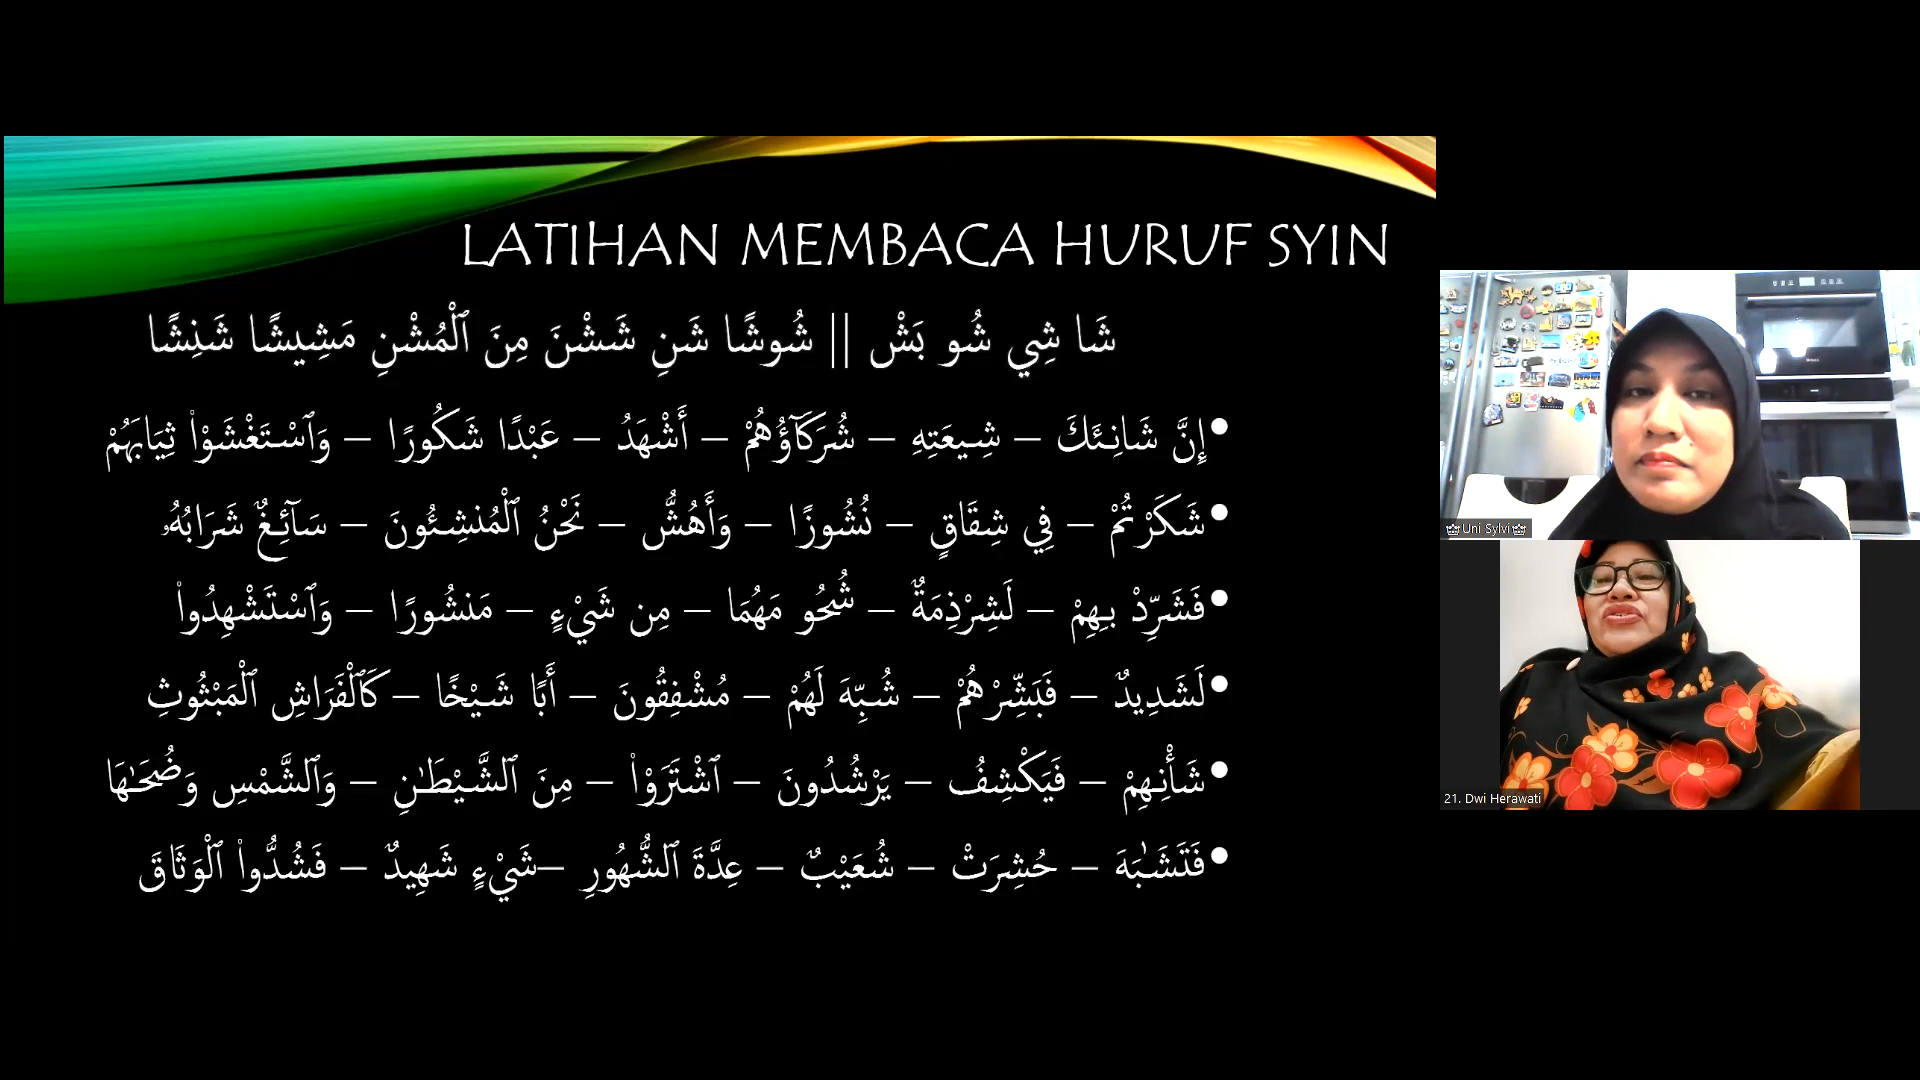 LATIHAN MEMBACA HURUF SYIN
شَا شِي شُو بَشْ || شُوشًا شَنِ شَشْنَ مِنَ ٱلْمُشْنِ مَشِيشًا شَنِشًا
•إِنَّ شَانِئَكَ – شِيعَتِهِ – شُرَكَآؤُهُمْ – أَشْهَدُ – عَبْدًا شَكُورًا – وَٱسْتَغْشَوْا۟ ثِيَابَهُمْ
•شَكَرْتُمْ – فِي شِقَاقٍ – نُشُوزًا – وَأَهُشُّ – نَحْنُ ٱلْمُنشِـُٔونَ – سَآئِغٌ شَرَابُهُۥ
•فَشَرِّدْ بِهِمْ – لَشِرْذِمَةٌ – شُحُو مَهُمَا – مِن شَيْءٍ – مَنشُورًا – وَٱسْتَشْهِدُوا۟
•لَشَدِيدٌ – فَبَشِّرْهُمْ – شُبِّهَ لَهُمْ – مُشْفِقُونَ – أَبًا شَيْخًا – كَٱلْفَرَاشِ ٱلْمَبْثُوثِ
•شَأْنِهِمْ – فَيَكْشِفُ – يَرْشُدُونَ – ٱشْتَرَوْا۟ – مِنَ ٱلشَّيْطَـٰنِ – وَٱلشَّمْسِ وَضُحَـٰهَا
•فَتَشَـٰبَهَ – حُشِرَتْ – شُعَيْبٌ – عِدَّةَ ٱلشُّهُورِ –شَيْءٍ شَهِيدٌ – فَشُدُّوا۟ ٱلْوَثَاقَ
Uni Sylvi
21. Dwi Herawati